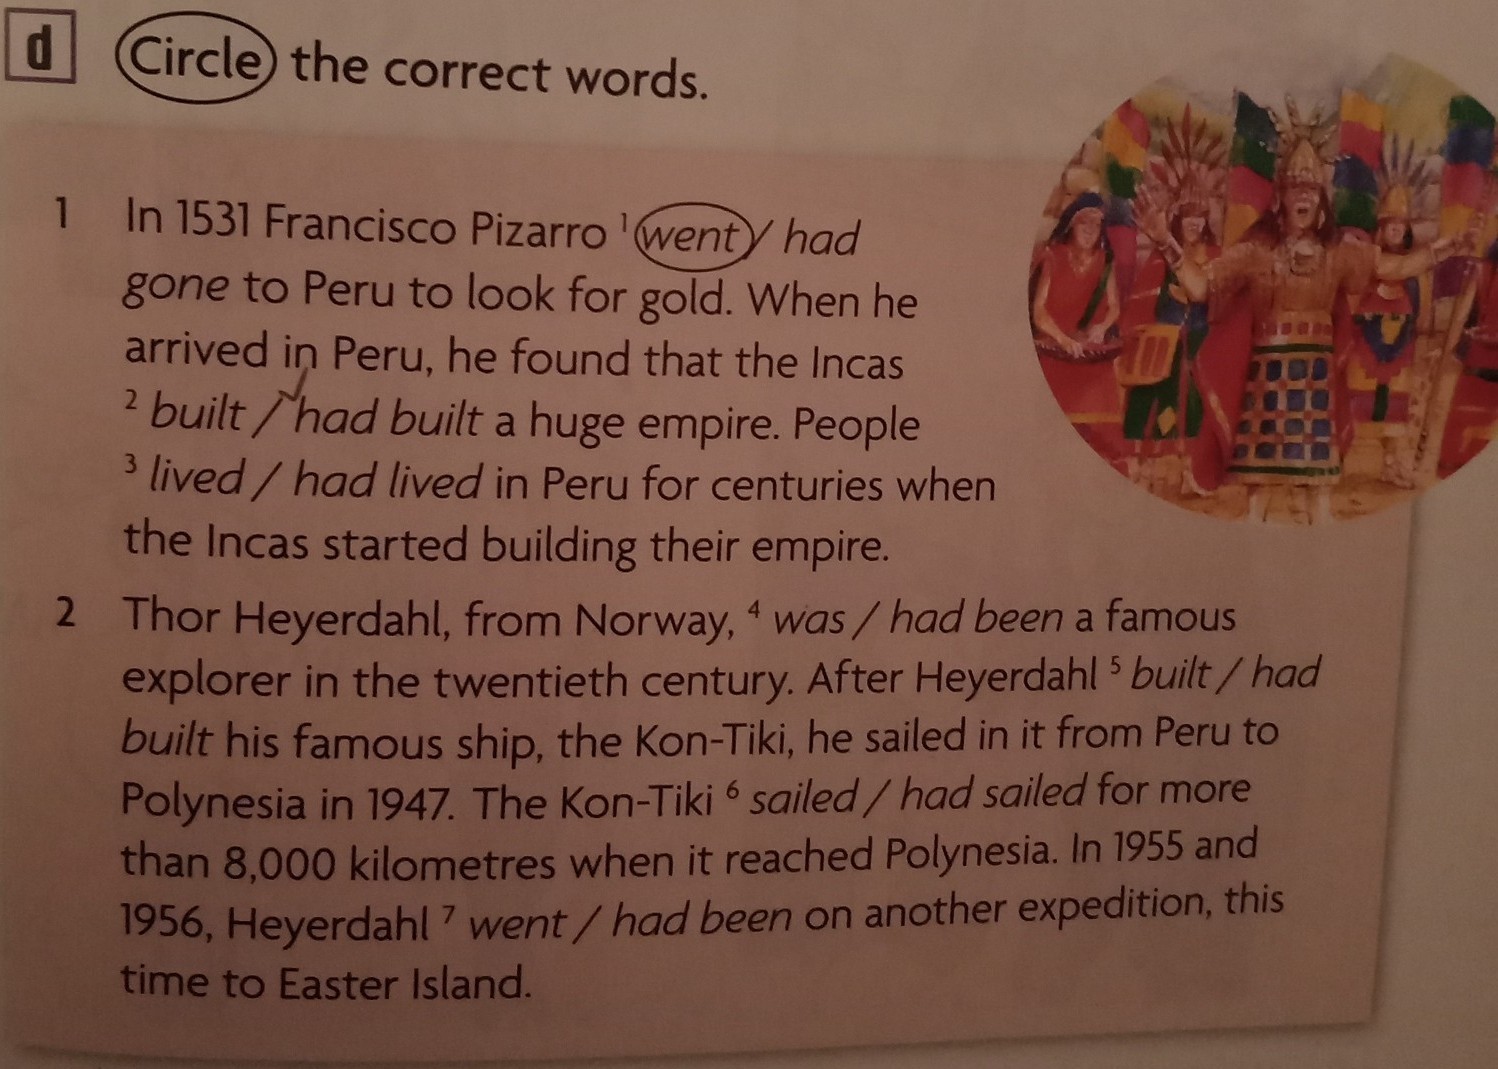 d Circle the correct words.
1 In 1531 Francisco Pizarro 1 went / had
gone to Peru to look for gold. When he
arrived in Peru, he found that the Incas
2 built / had built a huge empire. People
3 lived / had lived in Peru for centuries when
the Incas started building their empire.
2 Thor Heyerdahl, from Norway, 4 was / had been a famous
explorer in the twentieth century. After Heyerdahl 5 built / had
built his famous ship, the Kon-Tiki, he sailed in it from Peru to
Polynesia in 1947. The Kon-Tiki 6 sailed / had sailed for more
than 8,000 kilometres when it reached Polynesia. In 1955 and
1956, Heyerdahl 7 went / had been on another expedition, this
time to Easter Island.